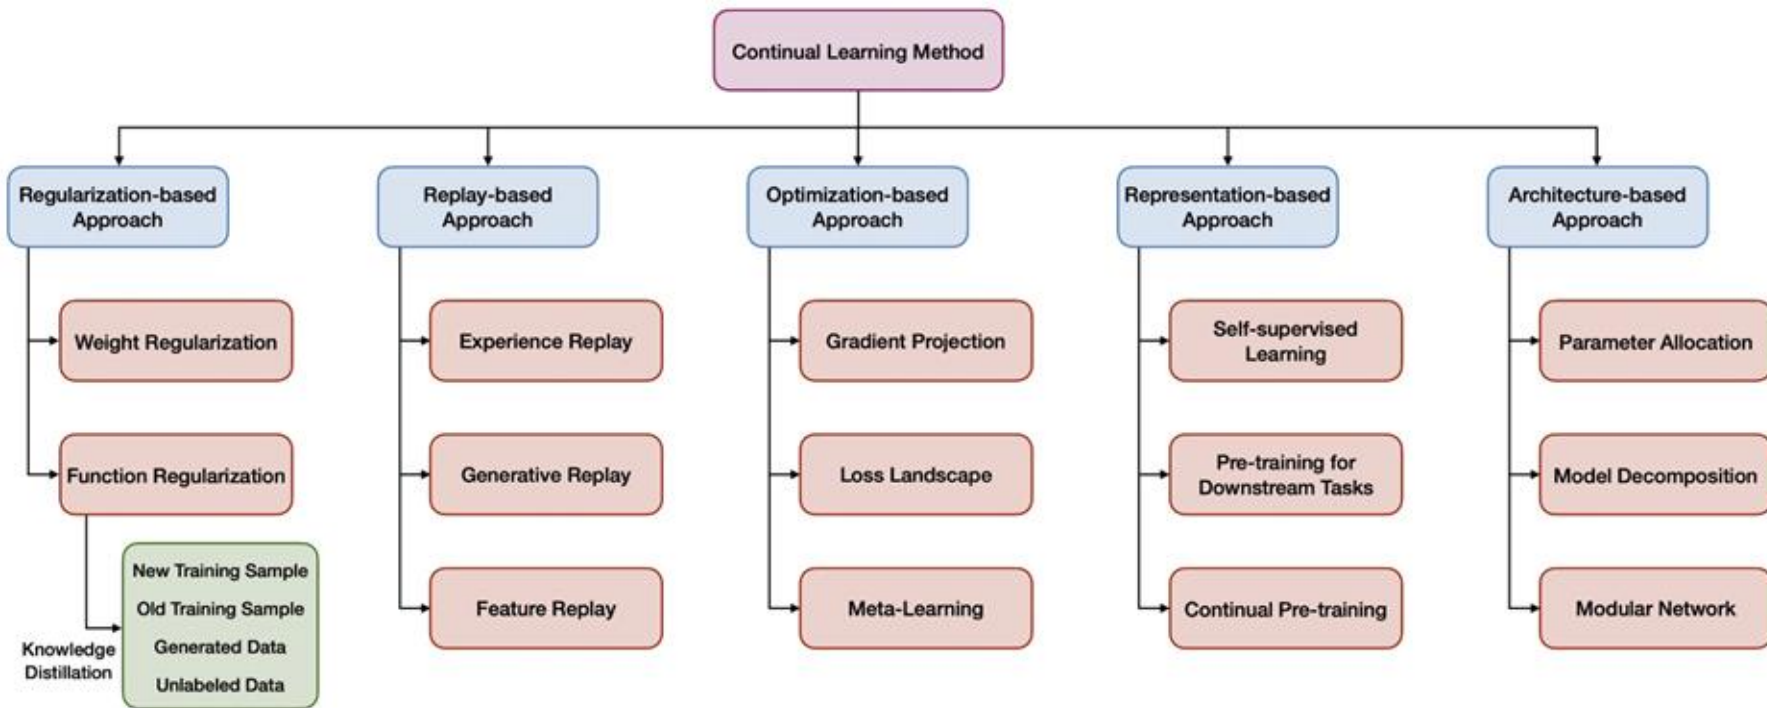 Continual Learning Method
Regularization-based
Approach
Weight Regularization
Function Regularization
Knowledge
Distillation
New Training Sample
Old Training Sample
Generated Data
Unlabeled Data
Replay-based
Approach
Experience Replay
Generative Replay
Feature Replay
Optimization-based
Approach
Gradient Projection
Loss Landscape
Meta-Learning
Representation-based
Approach
Self-supervised
Learning
Pre-training for
Downstream Tasks
Continual Pre-training
Architecture-based
Approach
Parameter Allocation
Model Decomposition
Modular Network